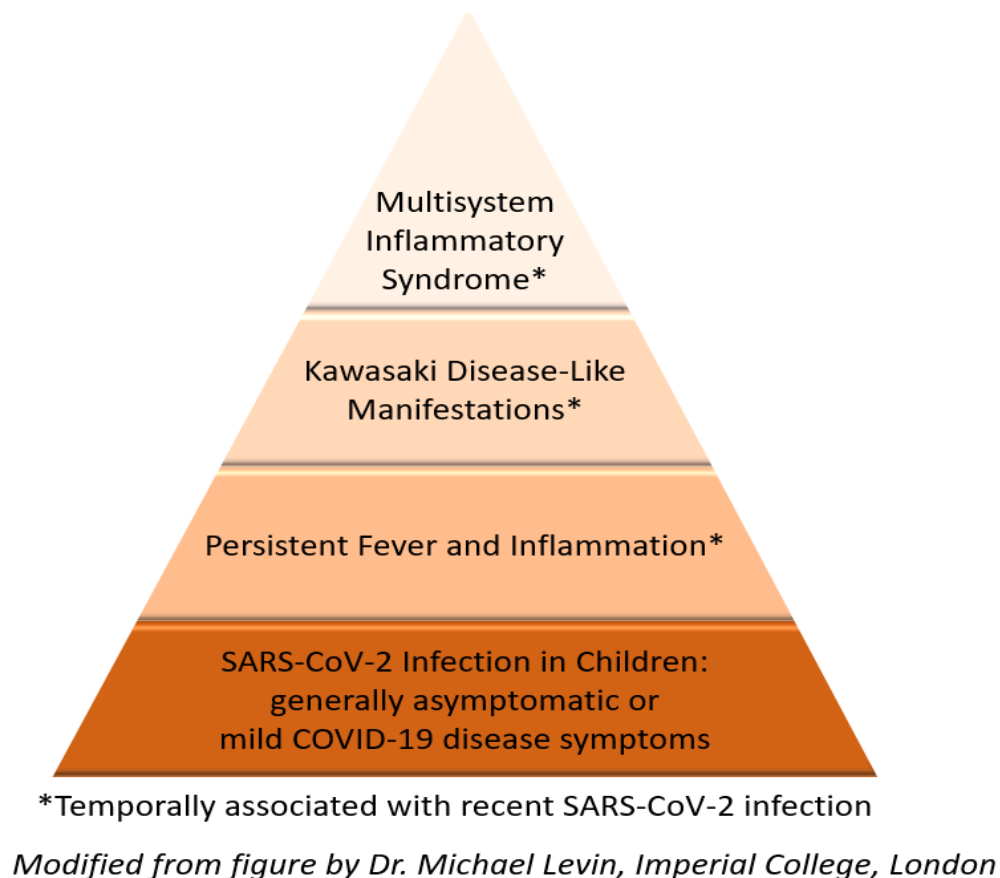 Multisystem
Inflammatory
Syndrome*
Kawasaki Disease-Like
Manifestations*
Persistent Fever and Inflammation*
SARS-CoV-2 Infection in Children:
generally asymptomatic or
mild COVID-19 disease symptoms
*Temporally associated with recent SARS-CoV-2 infection
Modified from figure by Dr. Michael Levin, Imperial College, London